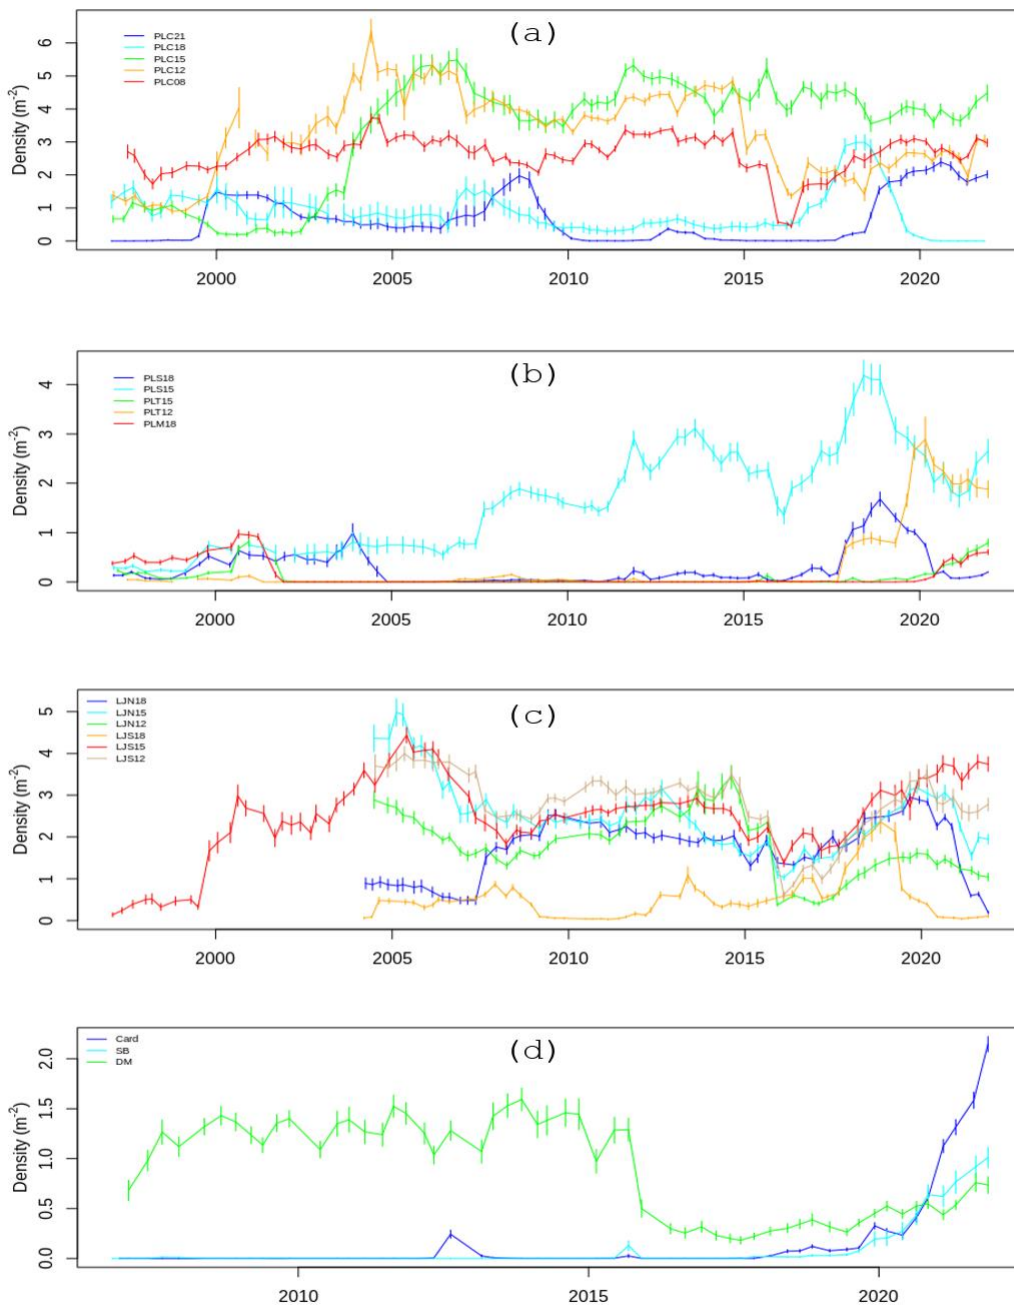 (a)
PLC21
PLC18
PLC15
PLC12
PLC08
Density (m⁻²)
0 1 2 3 4 5 6
2000 2005 2010 2015 2020
(b)
PLS18
PLS15
PLT15
PLT12
PLM18
Density (m⁻²)
0 1 2 3 4
2000 2005 2010 2015 2020
(c)
LJN18
LJN15
LJN12
LJS18
LJS15
LJS12
Density (m⁻²)
0 1 2 3 4 5
2000 2005 2010 2015 2020
(d)
Card
SB
DM
Density (m⁻²)
0.0 0.5 1.0 1.5 2.0
2010 2015 2020